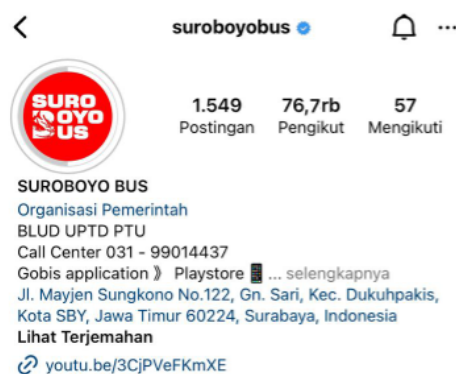 suroboyobus
SURO
BOYO
BUS
1.549 76,7rb 57
Postingan Pengikut Mengikuti
SUROBOYO BUS
Organisasi Pemerintah
BLUD UPTD PTU
Call Center 031 - 99014437
Gobis application 》 Playstore 📱... selengkapnya
Jl. Mayjen Sungkono No.122, Gn. Sari, Kec. Dukuhpakis,
Kota SBY, Jawa Timur 60224, Surabaya, Indonesia
Lihat Terjemahan
youtu.be/3CjPVeFKmXE